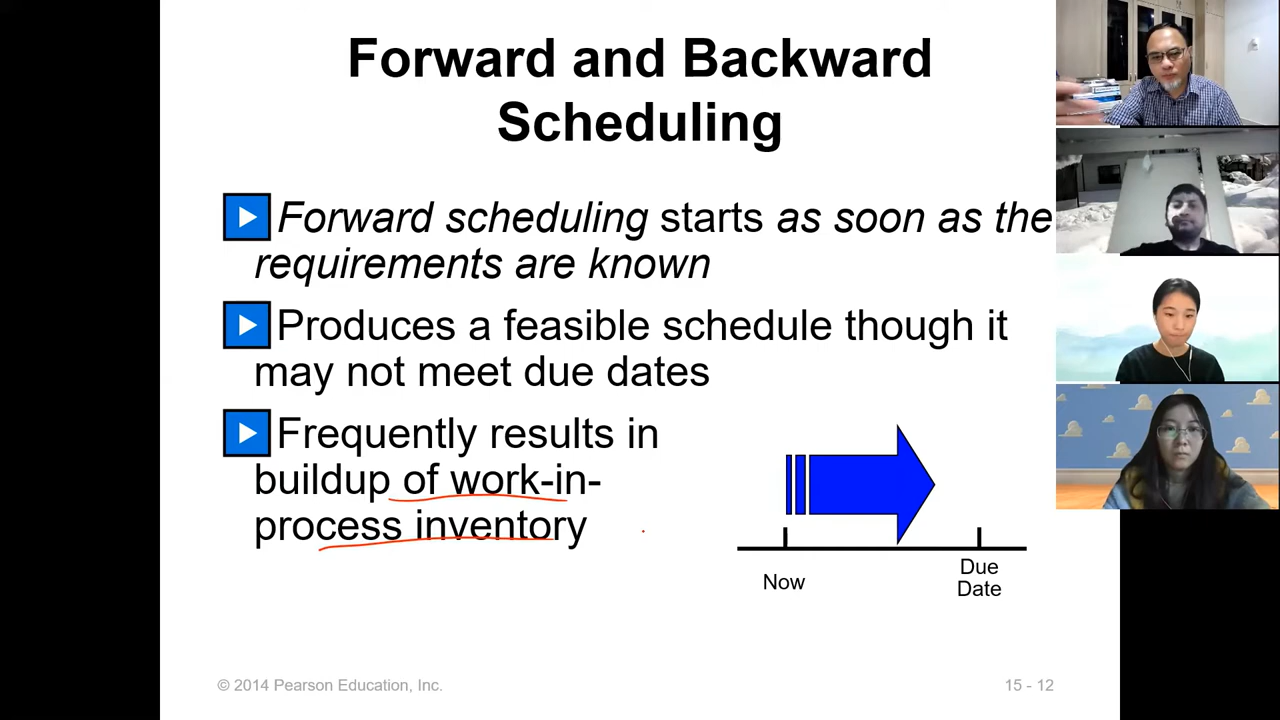 Forward and Backward
Scheduling
Forward scheduling starts as soon as the
requirements are known
Produces a feasible schedule though it
may not meet due dates
Frequently results in
buildup of work-in-
process inventory
Now
Due
Date
© 2014 Pearson Education, Inc.
15 - 12